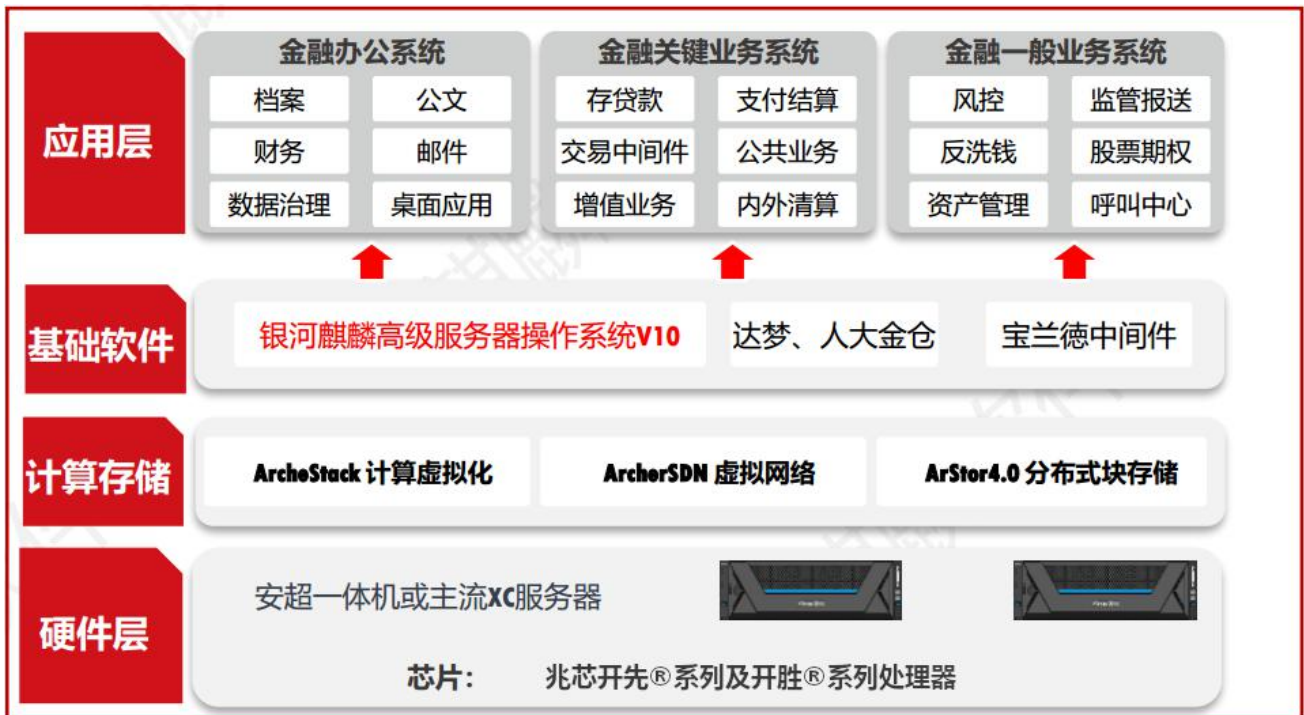 应用层
金融办公系统
档案 公文
财务 邮件
数据治理 桌面应用
金融关键业务系统
存贷款 支付结算
交易中间件 公共业务
增值业务 内外清算
金融一般业务系统
风控 监管报送
反洗钱 股票期权
资产管理 呼叫中心
基础软件
银河麒麟高级服务器操作系统V10
达梦、人大金仓
宝兰德中间件
计算存储
ArcheStack 计算虚拟化
ArcherSDN 虚拟网络
ArStor4.0 分布式块存储
硬件层
安超一体机或主流XC服务器
芯片： 兆芯开先®系列及开胜®系列处理器